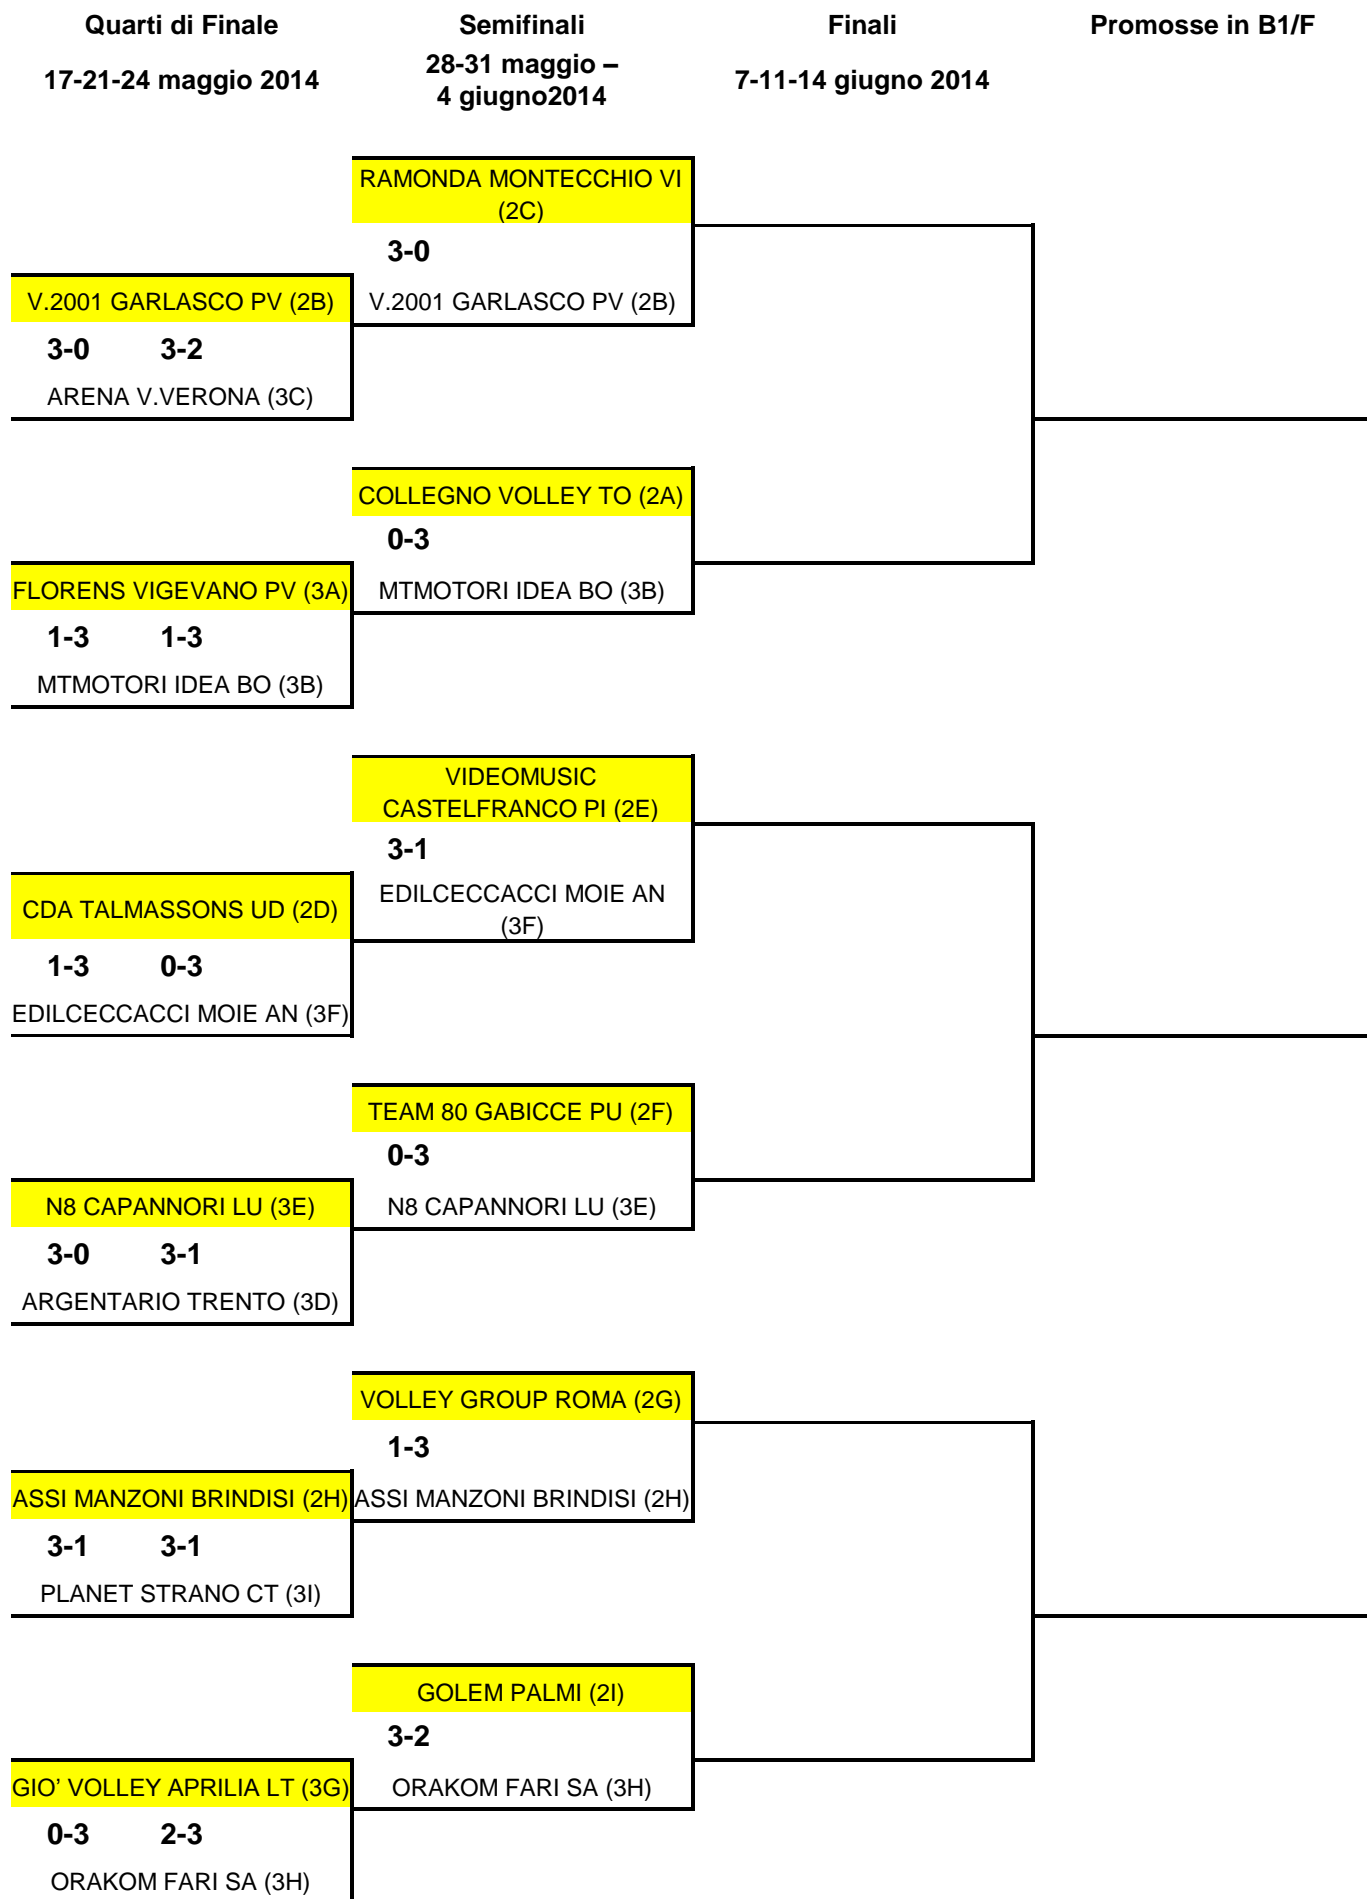 Quarti di Finale
Semifinali
Finali
Promosse in B1/F
17-21-24 maggio 2014
28-31 maggio –
4 giugno2014
7-11-14 giugno 2014
RAMONDA MONTECCHIO VI
(2C)
3-0
V.2001 GARLASCO PV (2B)
V.2001 GARLASCO PV (2B)
3-0 3-2
ARENA V.VERONA (3C)
COLLEGNO VOLLEY TO (2A)
0-3
MTMOTORI IDEA BO (3B)
FLORENS VIGEVANO PV (3A)
1-3 1-3
MTMOTORI IDEA BO (3B)
VIDEOMUSIC
CASTELFRANCO PI (2E)
3-1
EDILCECCACCI MOIE AN
(3F)
CDA TALMASSONS UD (2D)
1-3 0-3
EDILCECCACCI MOIE AN (3F)
TEAM 80 GABICCE PU (2F)
0-3
N8 CAPANNORI LU (3E)
N8 CAPANNORI LU (3E)
3-0 3-1
ARGENTARIO TRENTO (3D)
VOLLEY GROUP ROMA (2G)
1-3
ASSI MANZONI BRINDISI (2H)
ASSI MANZONI BRINDISI (2H)
3-1 3-1
PLANET STRANO CT (3I)
GOLEM PALMI (2I)
3-2
ORAKOM FARI SA (3H)
GIO’ VOLLEY APRILIA LT (3G)
0-3 2-3
ORAKOM FARI SA (3H)